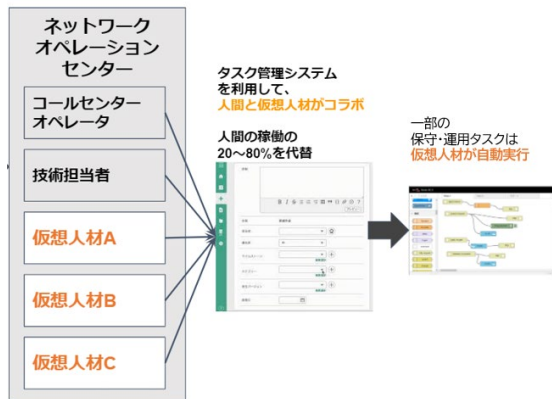 ネットワーク
オペレーション
センター
コールセンター
オペレータ
技術担当者
仮想人材A
仮想人材B
仮想人材C
タスク管理システム
を利用して、
人間と仮想人材がコラボ
人間の稼働の
20～80%を代替
一部の
保守・運用タスクは
仮想人材が自動実行